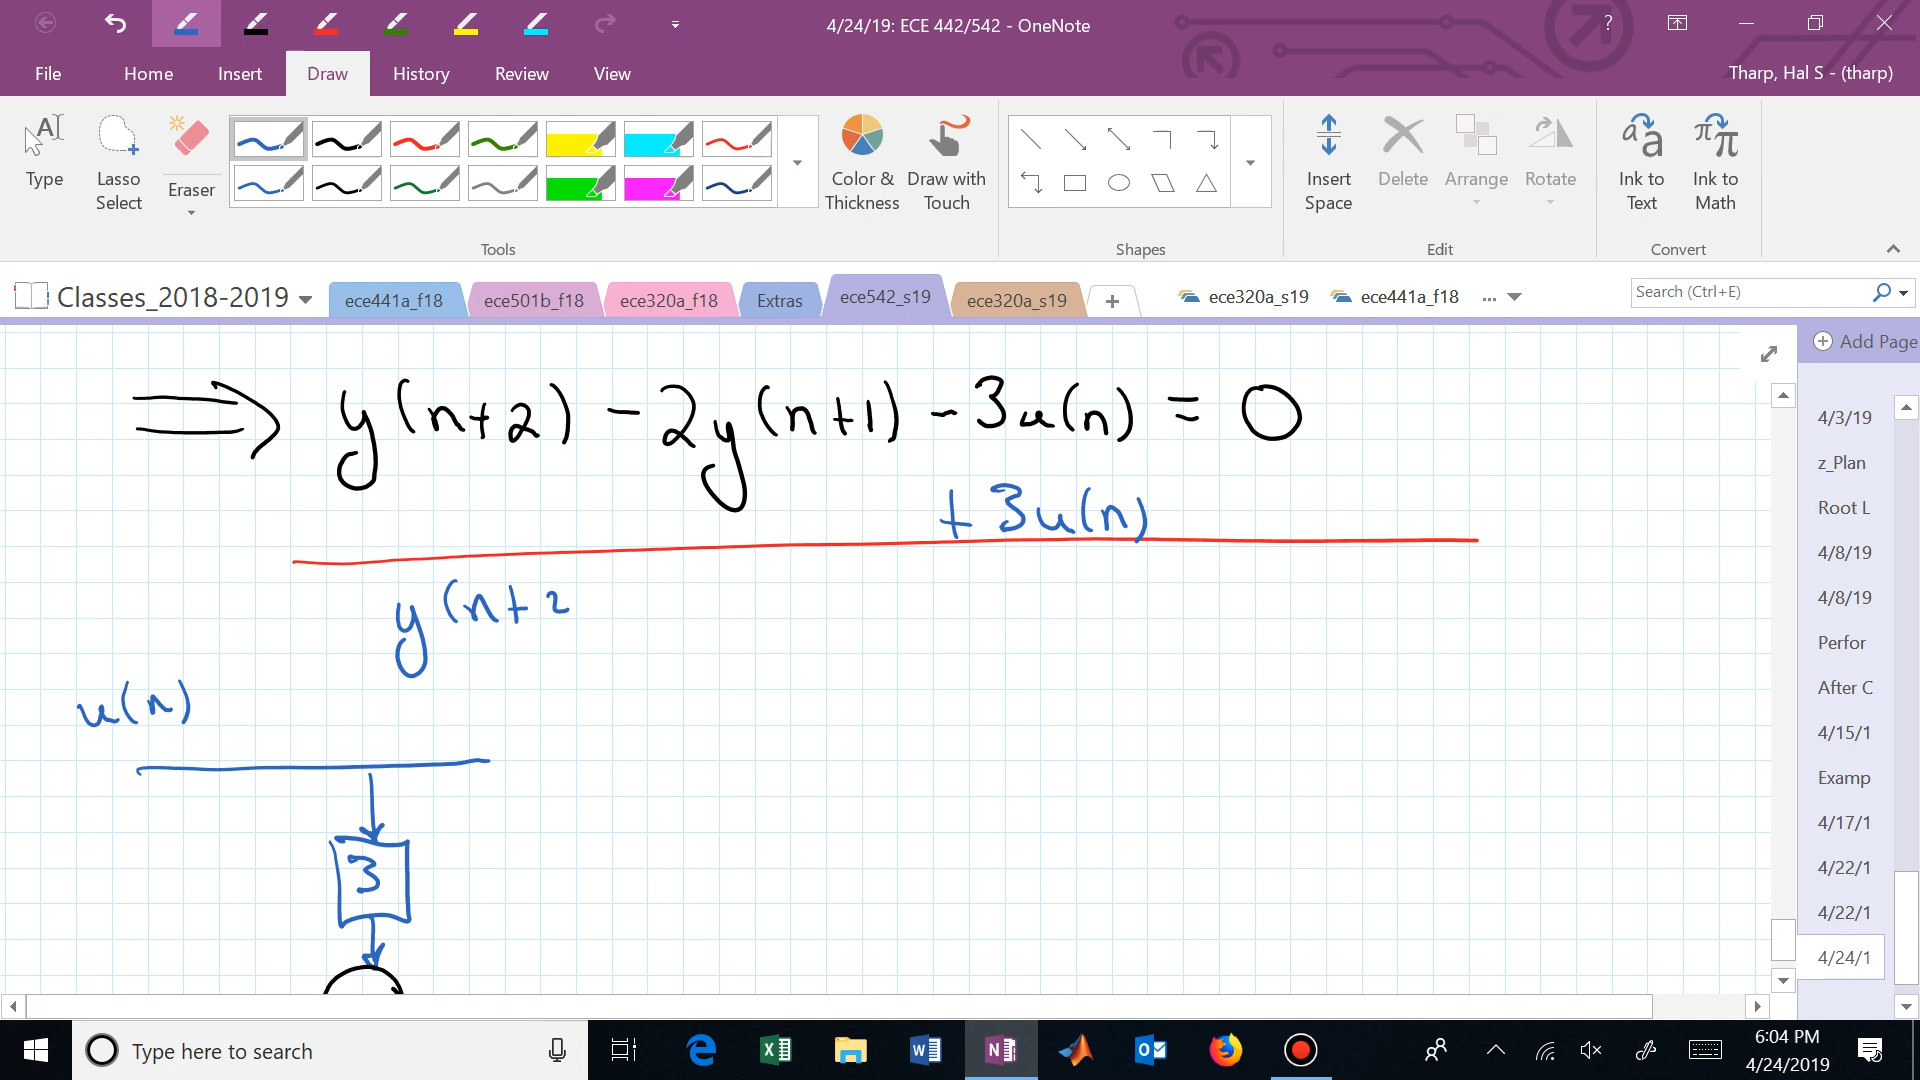 4/24/19: ECE 442/542 - OneNote
?
File Home Insert Draw History Review View
Tharp, Hal S - (tharp)
Type
Lasso Select
Eraser
Color & Thickness
Draw with Touch
Insert Space
Delete
Arrange
Rotate
Ink to Text
Ink to Math
Tools
Shapes
Edit
Convert
Classes_2018-2019
ece441a_f18
ece501b_f18
ece320a_f18
Extras
ece542_s19
ece320a_s19
+
ece320a_s19
ece441a_f18
...
Search (Ctrl+E)
Add Page
⇒ y(n+2) - 2y(n+1) - 3u(n) = 0
+ 3u(n)
y(n+2
u(n)
3
4/3/19
z_Plan
Root L
4/8/19
4/8/19
Perfor
After C
4/15/1
Examp
4/17/1
4/22/1
4/22/1
4/24/1
Type here to search
6:04 PM
4/24/2019